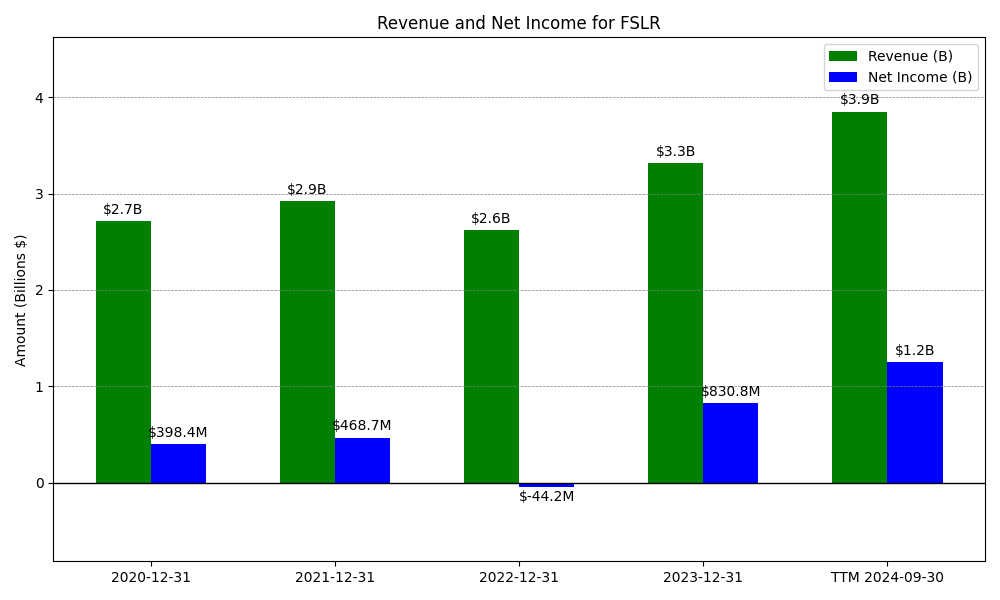 Revenue and Net Income for FSLR
Revenue (B)
Net Income (B)
Amount (Billions $)
4
3
2
1
0
$2.7B
$398.4M
$2.9B
$468.7M
$2.6B
$-44.2M
$3.3B
$830.8M
$3.9B
$1.2B
2020-12-31
2021-12-31
2022-12-31
2023-12-31
TTM 2024-09-30